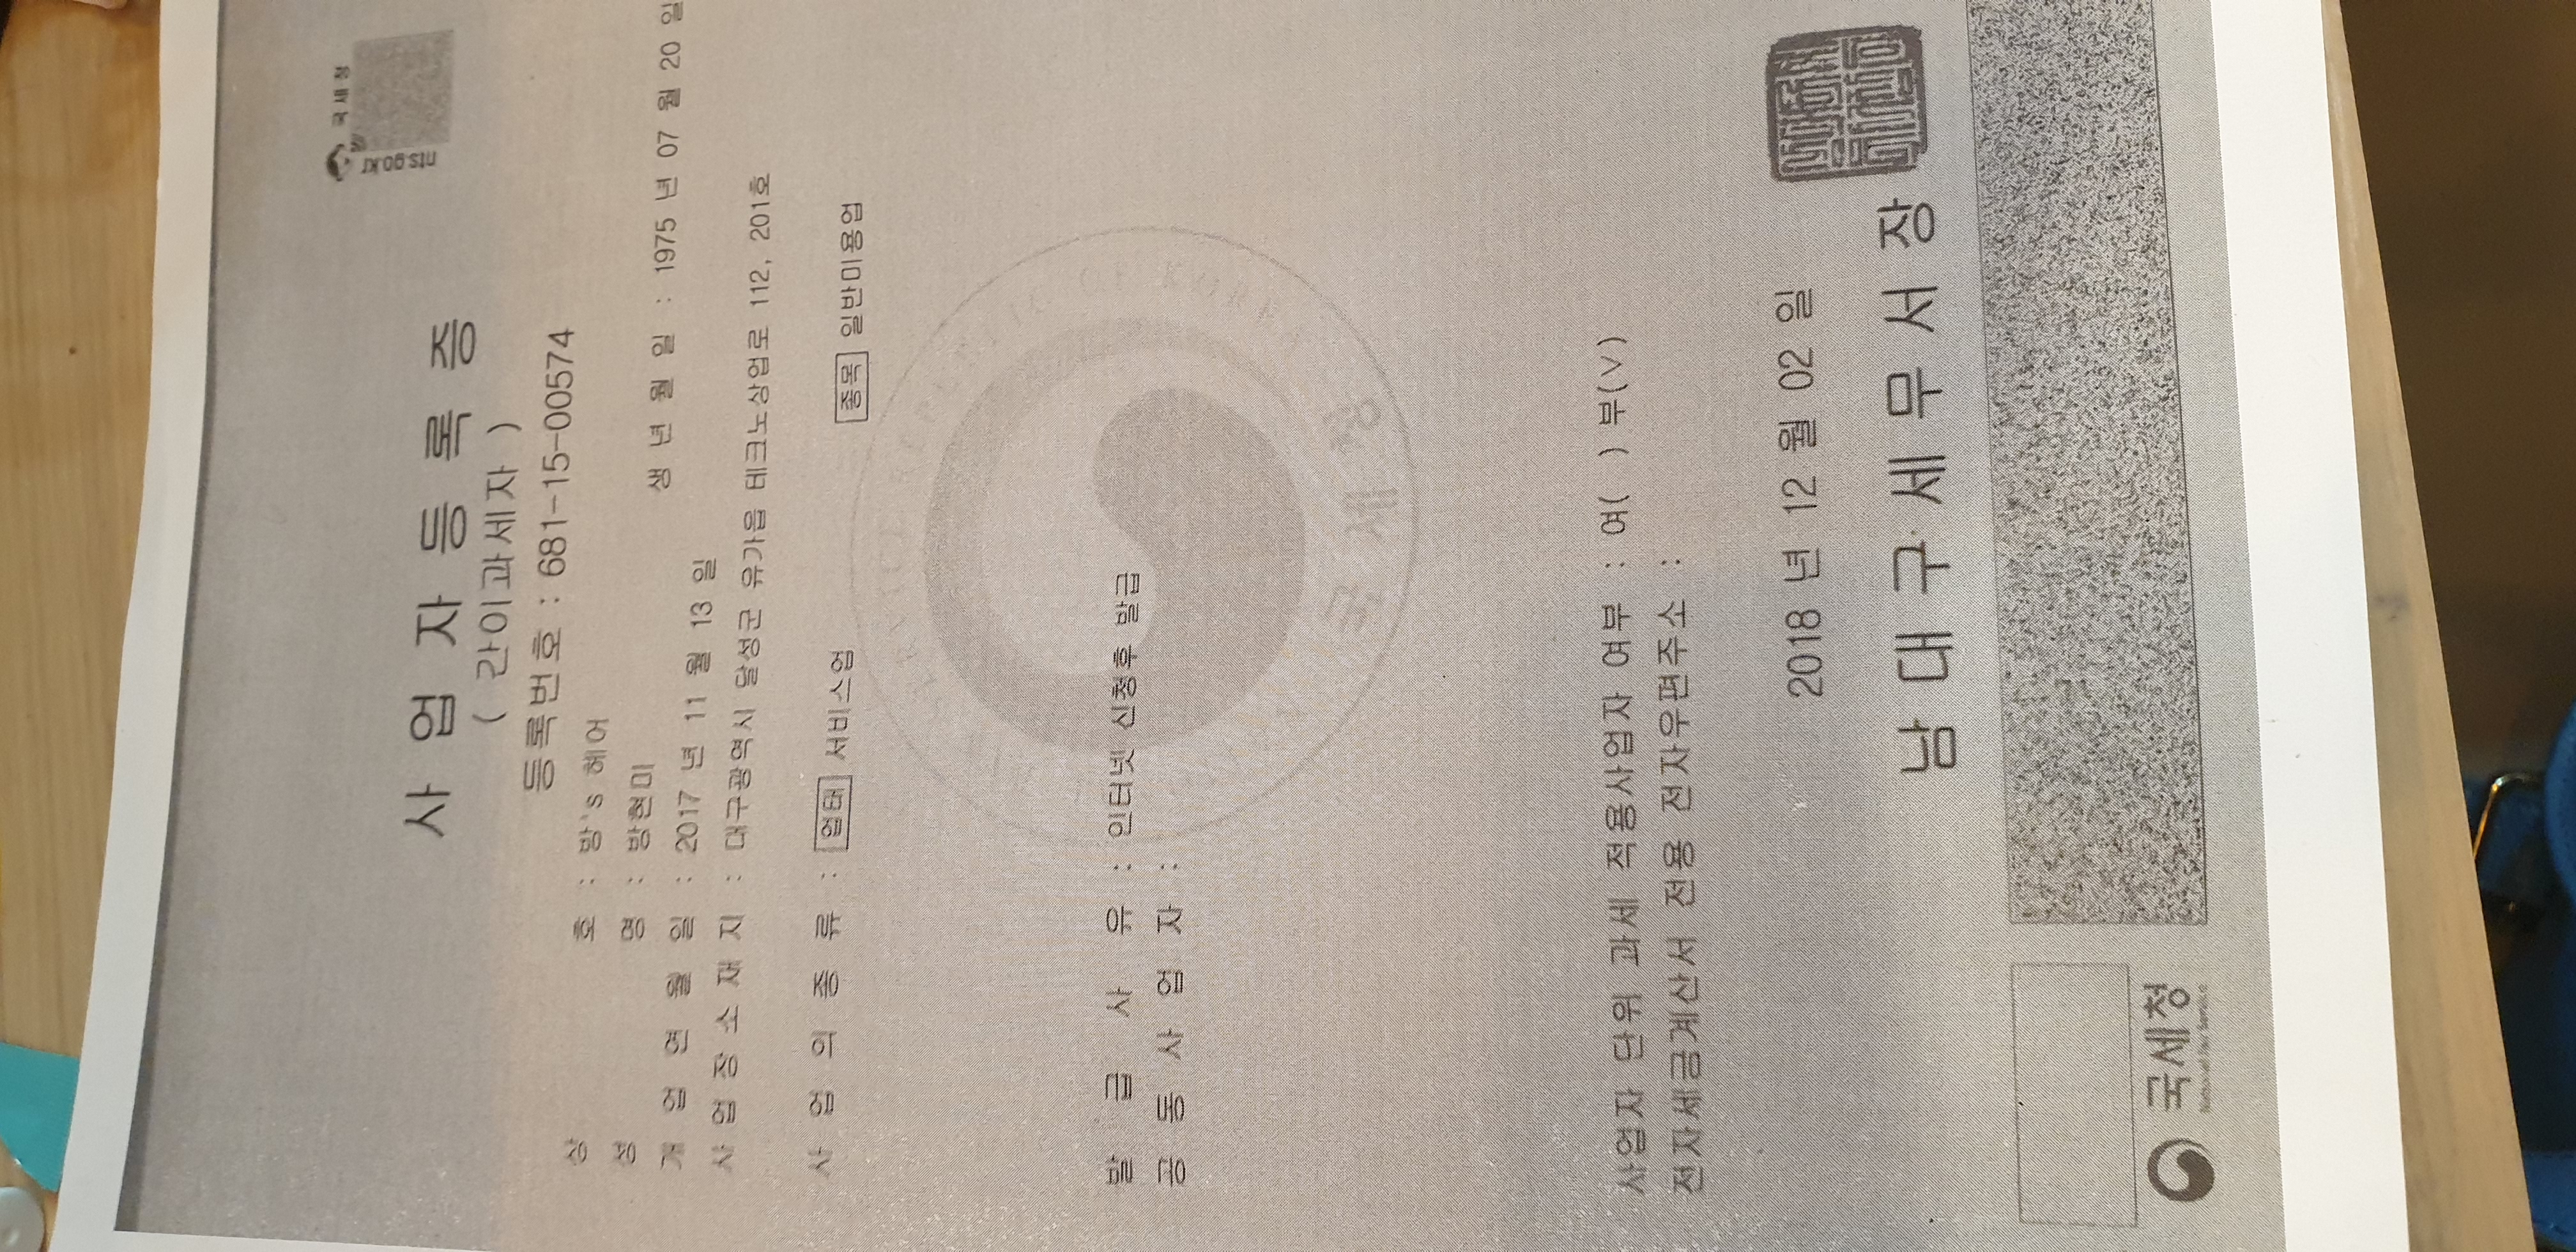 국세청
nts.go.kr
사 업 자 등 록 증
( 간이과세자 )
등록번호 : 681-15-00574
상 호 : 방's 헤어
성 명 : 방현미 생 년 월 일 : 1975 년 07 월 20 일
개 업 연 월 일 : 2017 년 11 월 13 일
사 업 장 소 재 지 : 대구광역시 달성군 유가읍 테크노상업로 112, 201호
사 업 의 종 류 : 업태 서비스업 종목 일반미용업
국세청
발 급 사 유 : 인터넷 신청후 발급
공 동 사 업 자 :
사업자 단위 과세 적용사업자 여부 : 여( ) 부(∨)
전자세금계산서 전용 전자우편주소 :
2018 년 12 월 02 일
남 대 구 세 무 서 장
국세청
National Tax Service